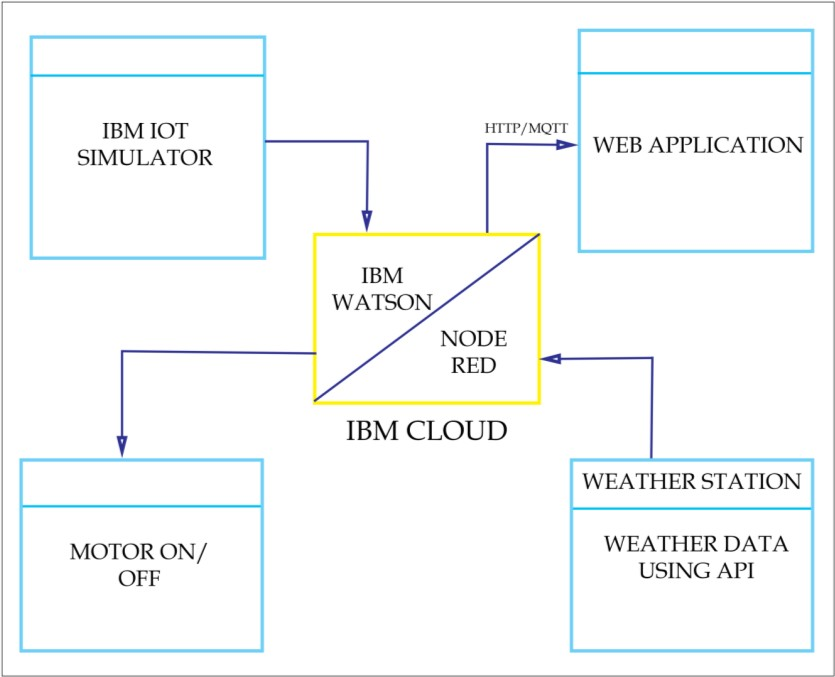 IBM IOT
SIMULATOR
HTTP/MQTT
WEB APPLICATION
IBM
WATSON
NODE
RED
IBM CLOUD
MOTOR ON/
OFF
WEATHER STATION
WEATHER DATA
USING API